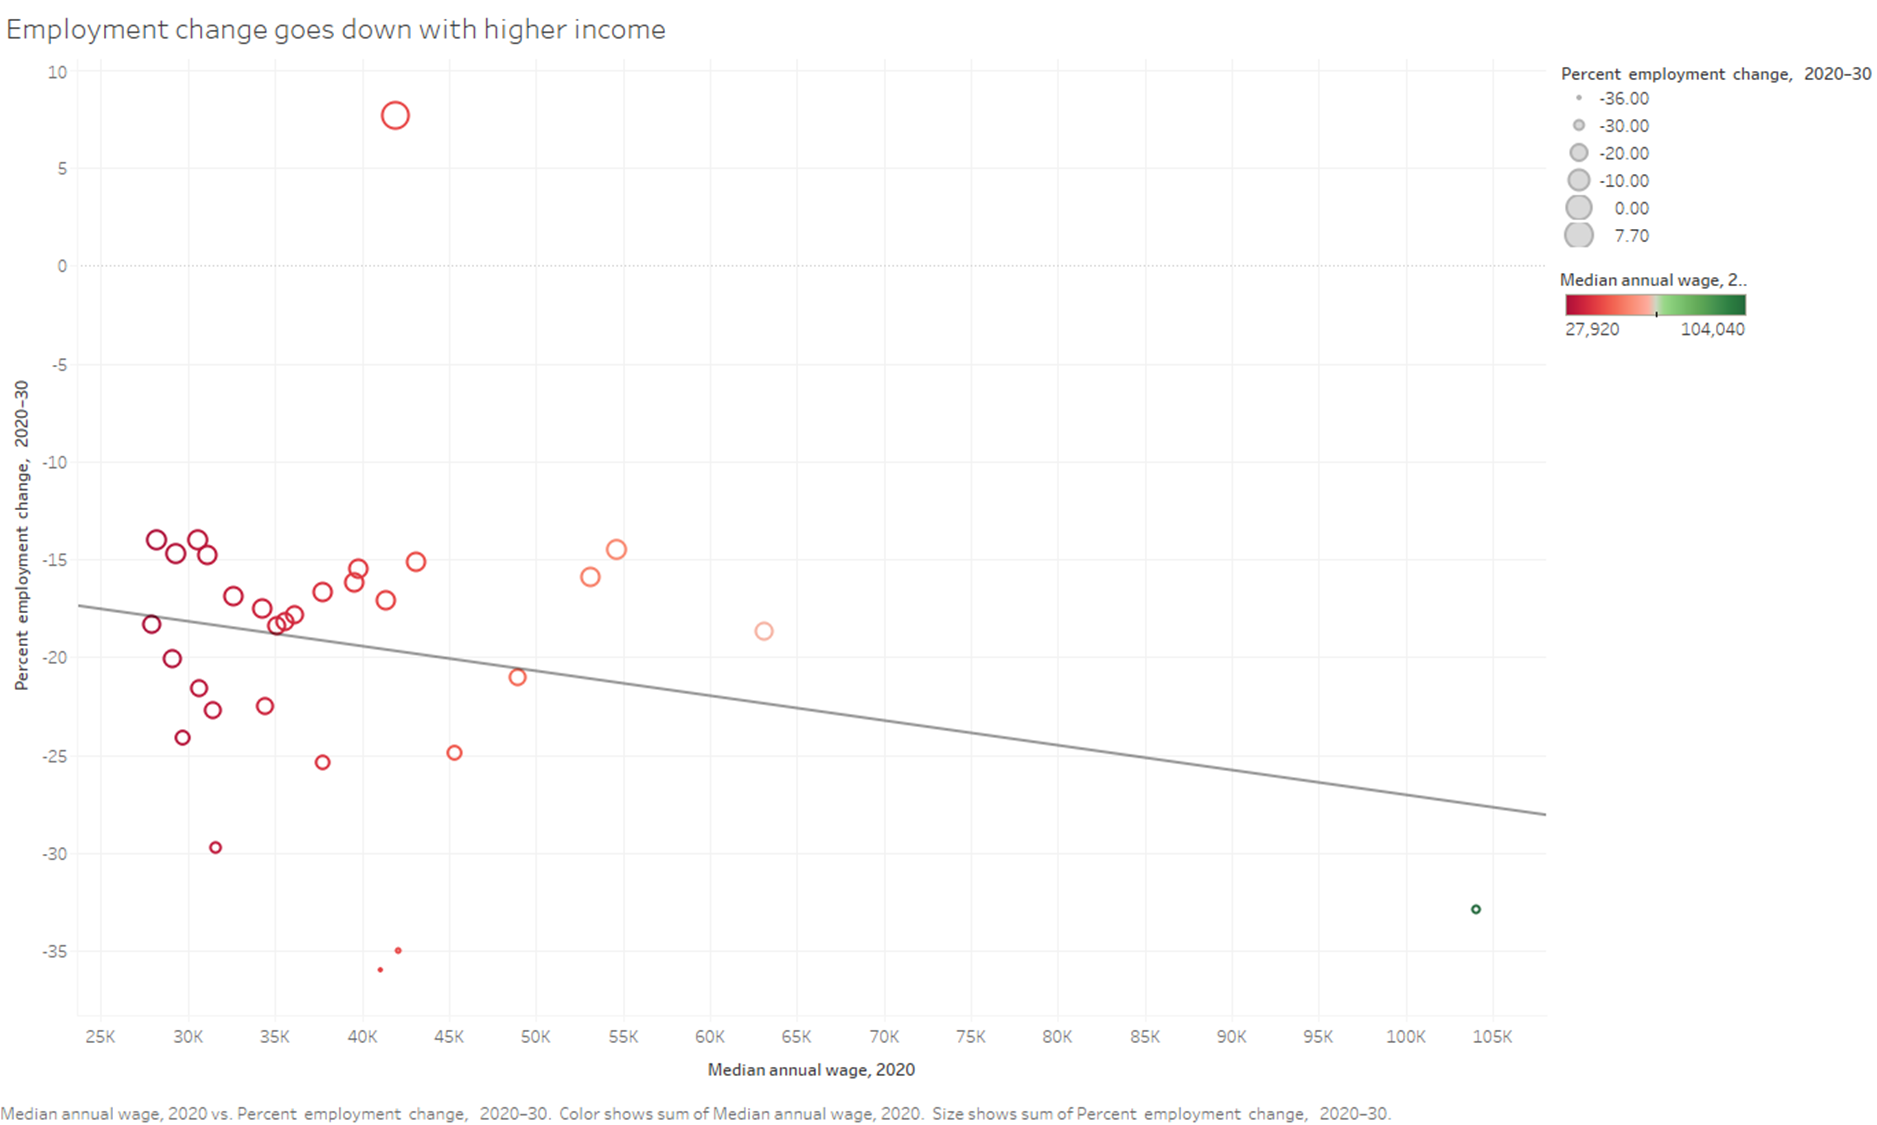 Employment change goes down with higher income
10
5
0
-5
-10
-15
-20
-25
-30
-35
Percent employment change, 2020–30
25K 30K 35K 40K 45K 50K 55K 60K 65K 70K 75K 80K 85K 90K 95K 100K 105K
Median annual wage, 2020
Percent employment change, 2020–30
-36.00
-30.00
-20.00
-10.00
0.00
7.70
Median annual wage, 2..
27,920 104,040
Median annual wage, 2020 vs. Percent employment change, 2020–30. Color shows sum of Median annual wage, 2020. Size shows sum of Percent employment change, 2020–30.